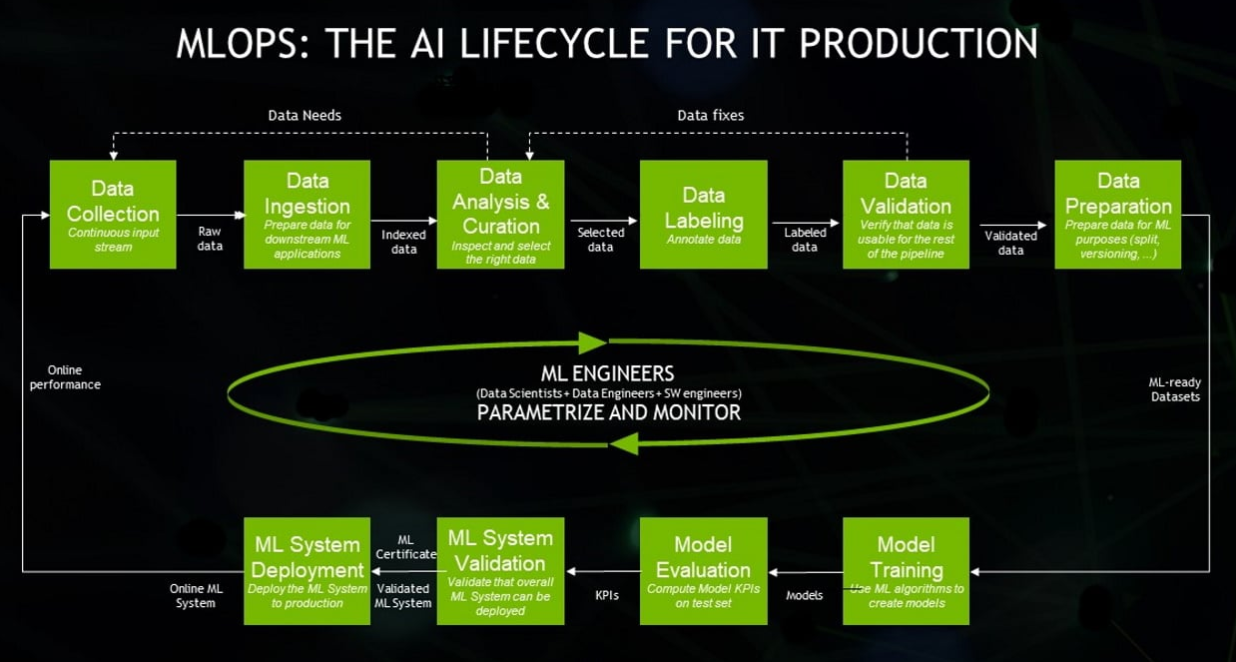 MLOPS: THE AI LIFECYCLE FOR IT PRODUCTION
Data Needs
Data fixes
Data
Collection
Continuous input
stream
Raw
data
Data
Ingestion
Prepare data for
downstream ML
applications
Indexed
data
Data
Analysis &
Curation
Inspect and select
the right data
Selected
data
Data
Labeling
Annotate data
Labeled
data
Data
Validation
Verify that data is
usable for the rest
of the pipeline
Validated
data
Data
Preparation
Prepare data for ML
purposes (split,
versioning, ...)
Online
performance
ML ENGINEERS
(Data Scientists + Data Engineers + SW engineers)
PARAMETRIZE AND MONITOR
ML-ready
Datasets
ML System
Deployment
Deploy the ML System
to production
Online ML
System
ML
Certificate
Validated
ML System
ML System
Validation
Validate that overall
ML System can be
deployed
KPIs
Model
Evaluation
Compute Model KPIs
on test set
Models
Model
Training
Use ML algorithms to
create models